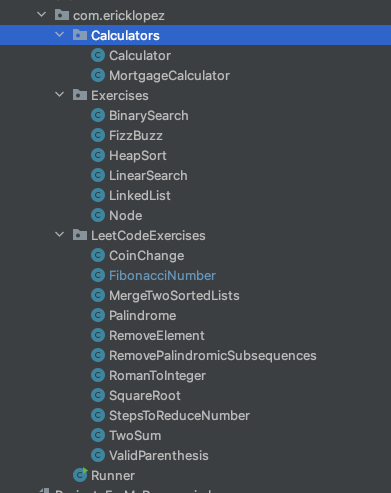 com.ericklopez
Calculators
Calculator
MortgageCalculator
Exercises
BinarySearch
FizzBuzz
HeapSort
LinearSearch
LinkedList
Node
LeetCodeExercises
CoinChange
FibonacciNumber
MergeTwoSortedLists
Palindrome
RemoveElement
RemovePalindromicSubsequences
RomanToInteger
SquareRoot
StepsToReduceNumber
TwoSum
ValidParenthesis
Runner